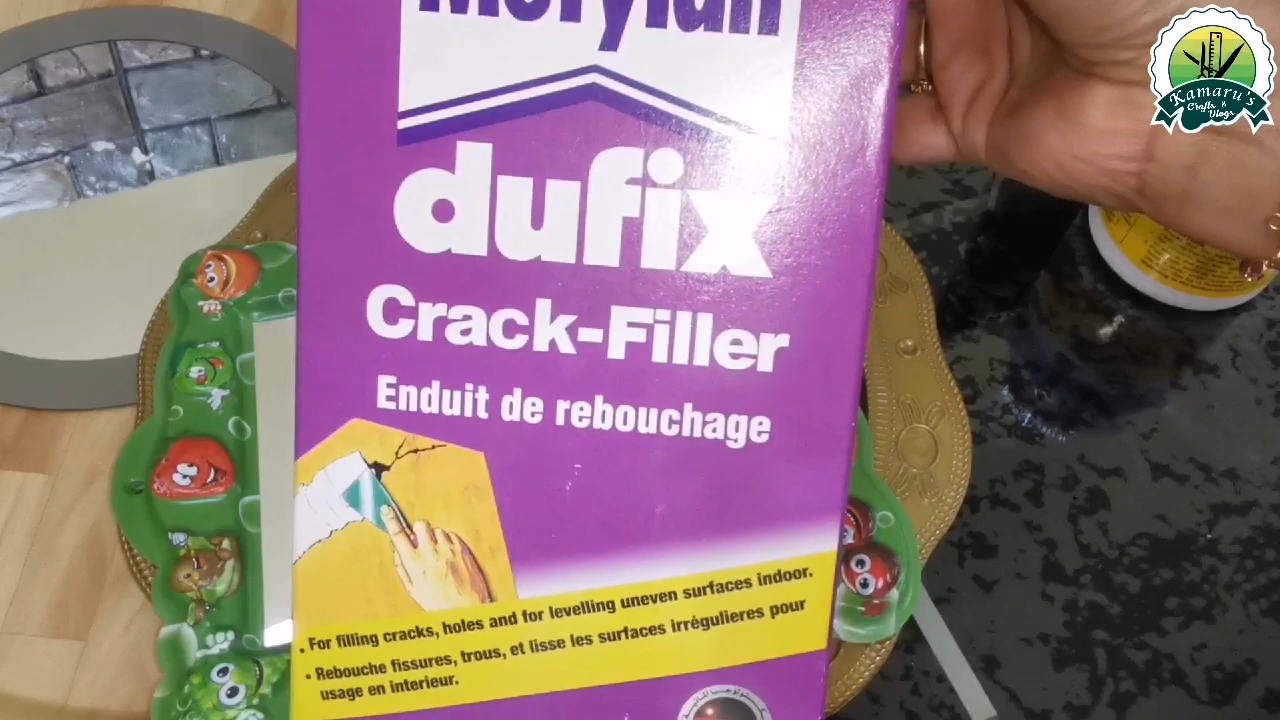 Metylan
dufix
Crack-Filler
Enduit de rebouchage
• For filling cracks, holes and for levelling uneven surfaces indoor.
• Rebouche fissures, trous, et lisse les surfaces irrégulieres pour
usage en interieur.
Kamaru's
Crafts &
Vlogs